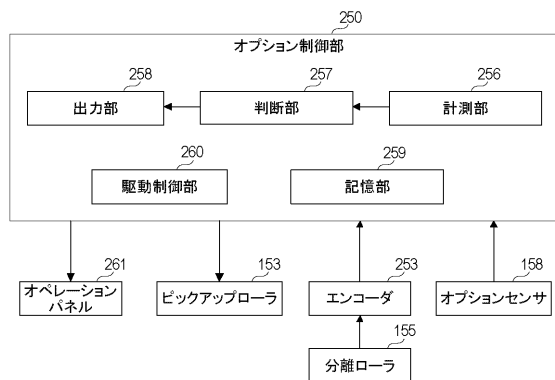 250
オプション制御部
258
257
256
出力部
判断部
計測部
260
259
駆動制御部
記憶部
261
153
253
158
オペレーション
パネル
ピックアップローラ
エンコーダ
オプションセンサ
155
分離ローラ